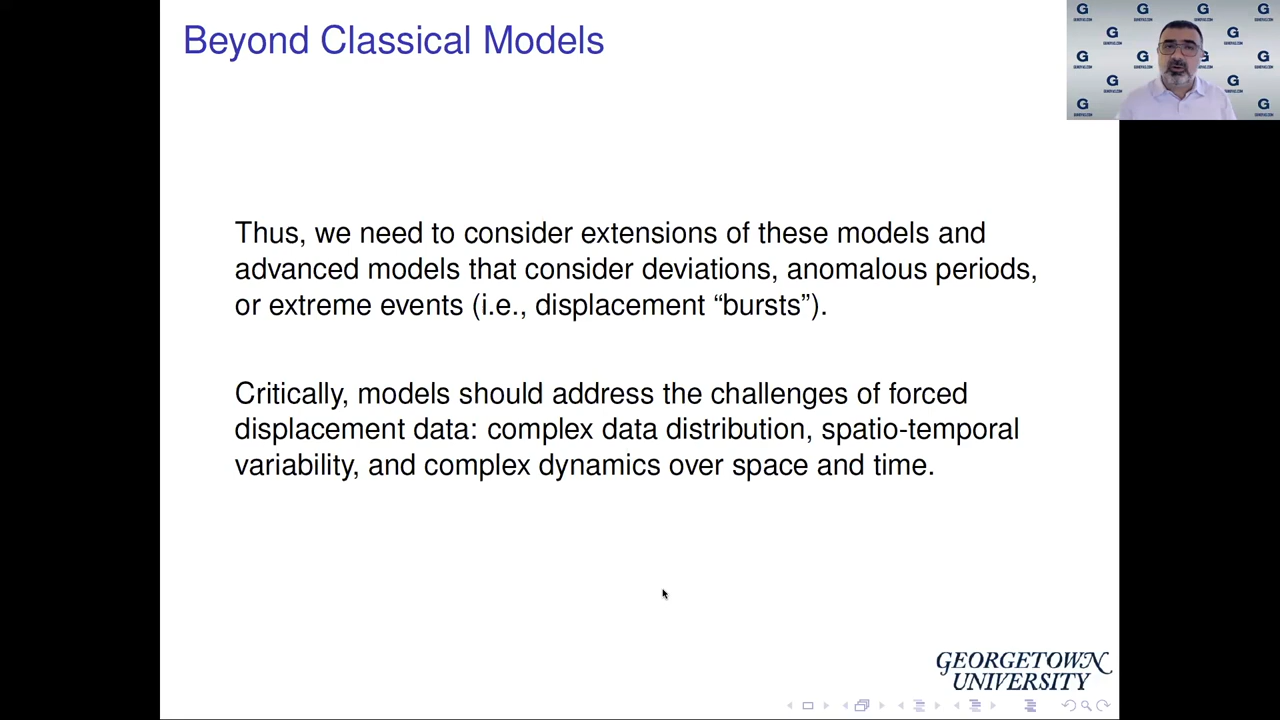 Beyond Classical Models
Thus, we need to consider extensions of these models and
advanced models that consider deviations, anomalous periods,
or extreme events (i.e., displacement “bursts”).
Critically, models should address the challenges of forced
displacement data: complex data distribution, spatio-temporal
variability, and complex dynamics over space and time.
GEORGETOWN
UNIVERSITY